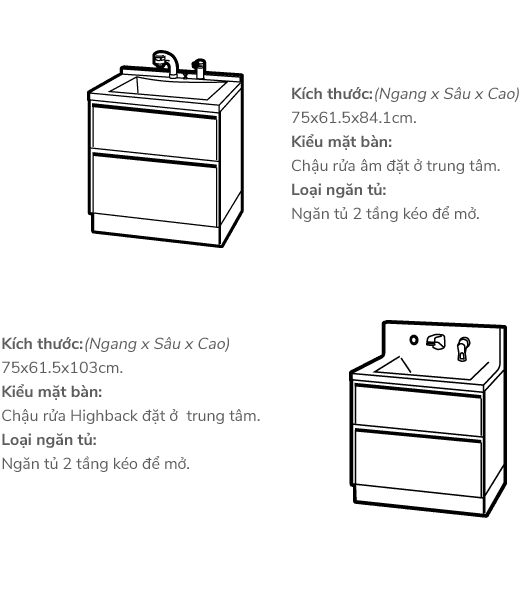 Kích thước:(Ngang x Sâu x Cao)
75x61.5x84.1cm.
Kiểu mặt bàn:
Chậu rửa âm đặt ở trung tâm.
Loại ngăn tủ:
Ngăn tủ 2 tầng kéo để mở.
Kích thước:(Ngang x Sâu x Cao)
75x61.5x103cm.
Kiểu mặt bàn:
Chậu rửa Highback đặt ở  trung tâm.
Loại ngăn tủ:
Ngăn tủ 2 tầng kéo để mở.